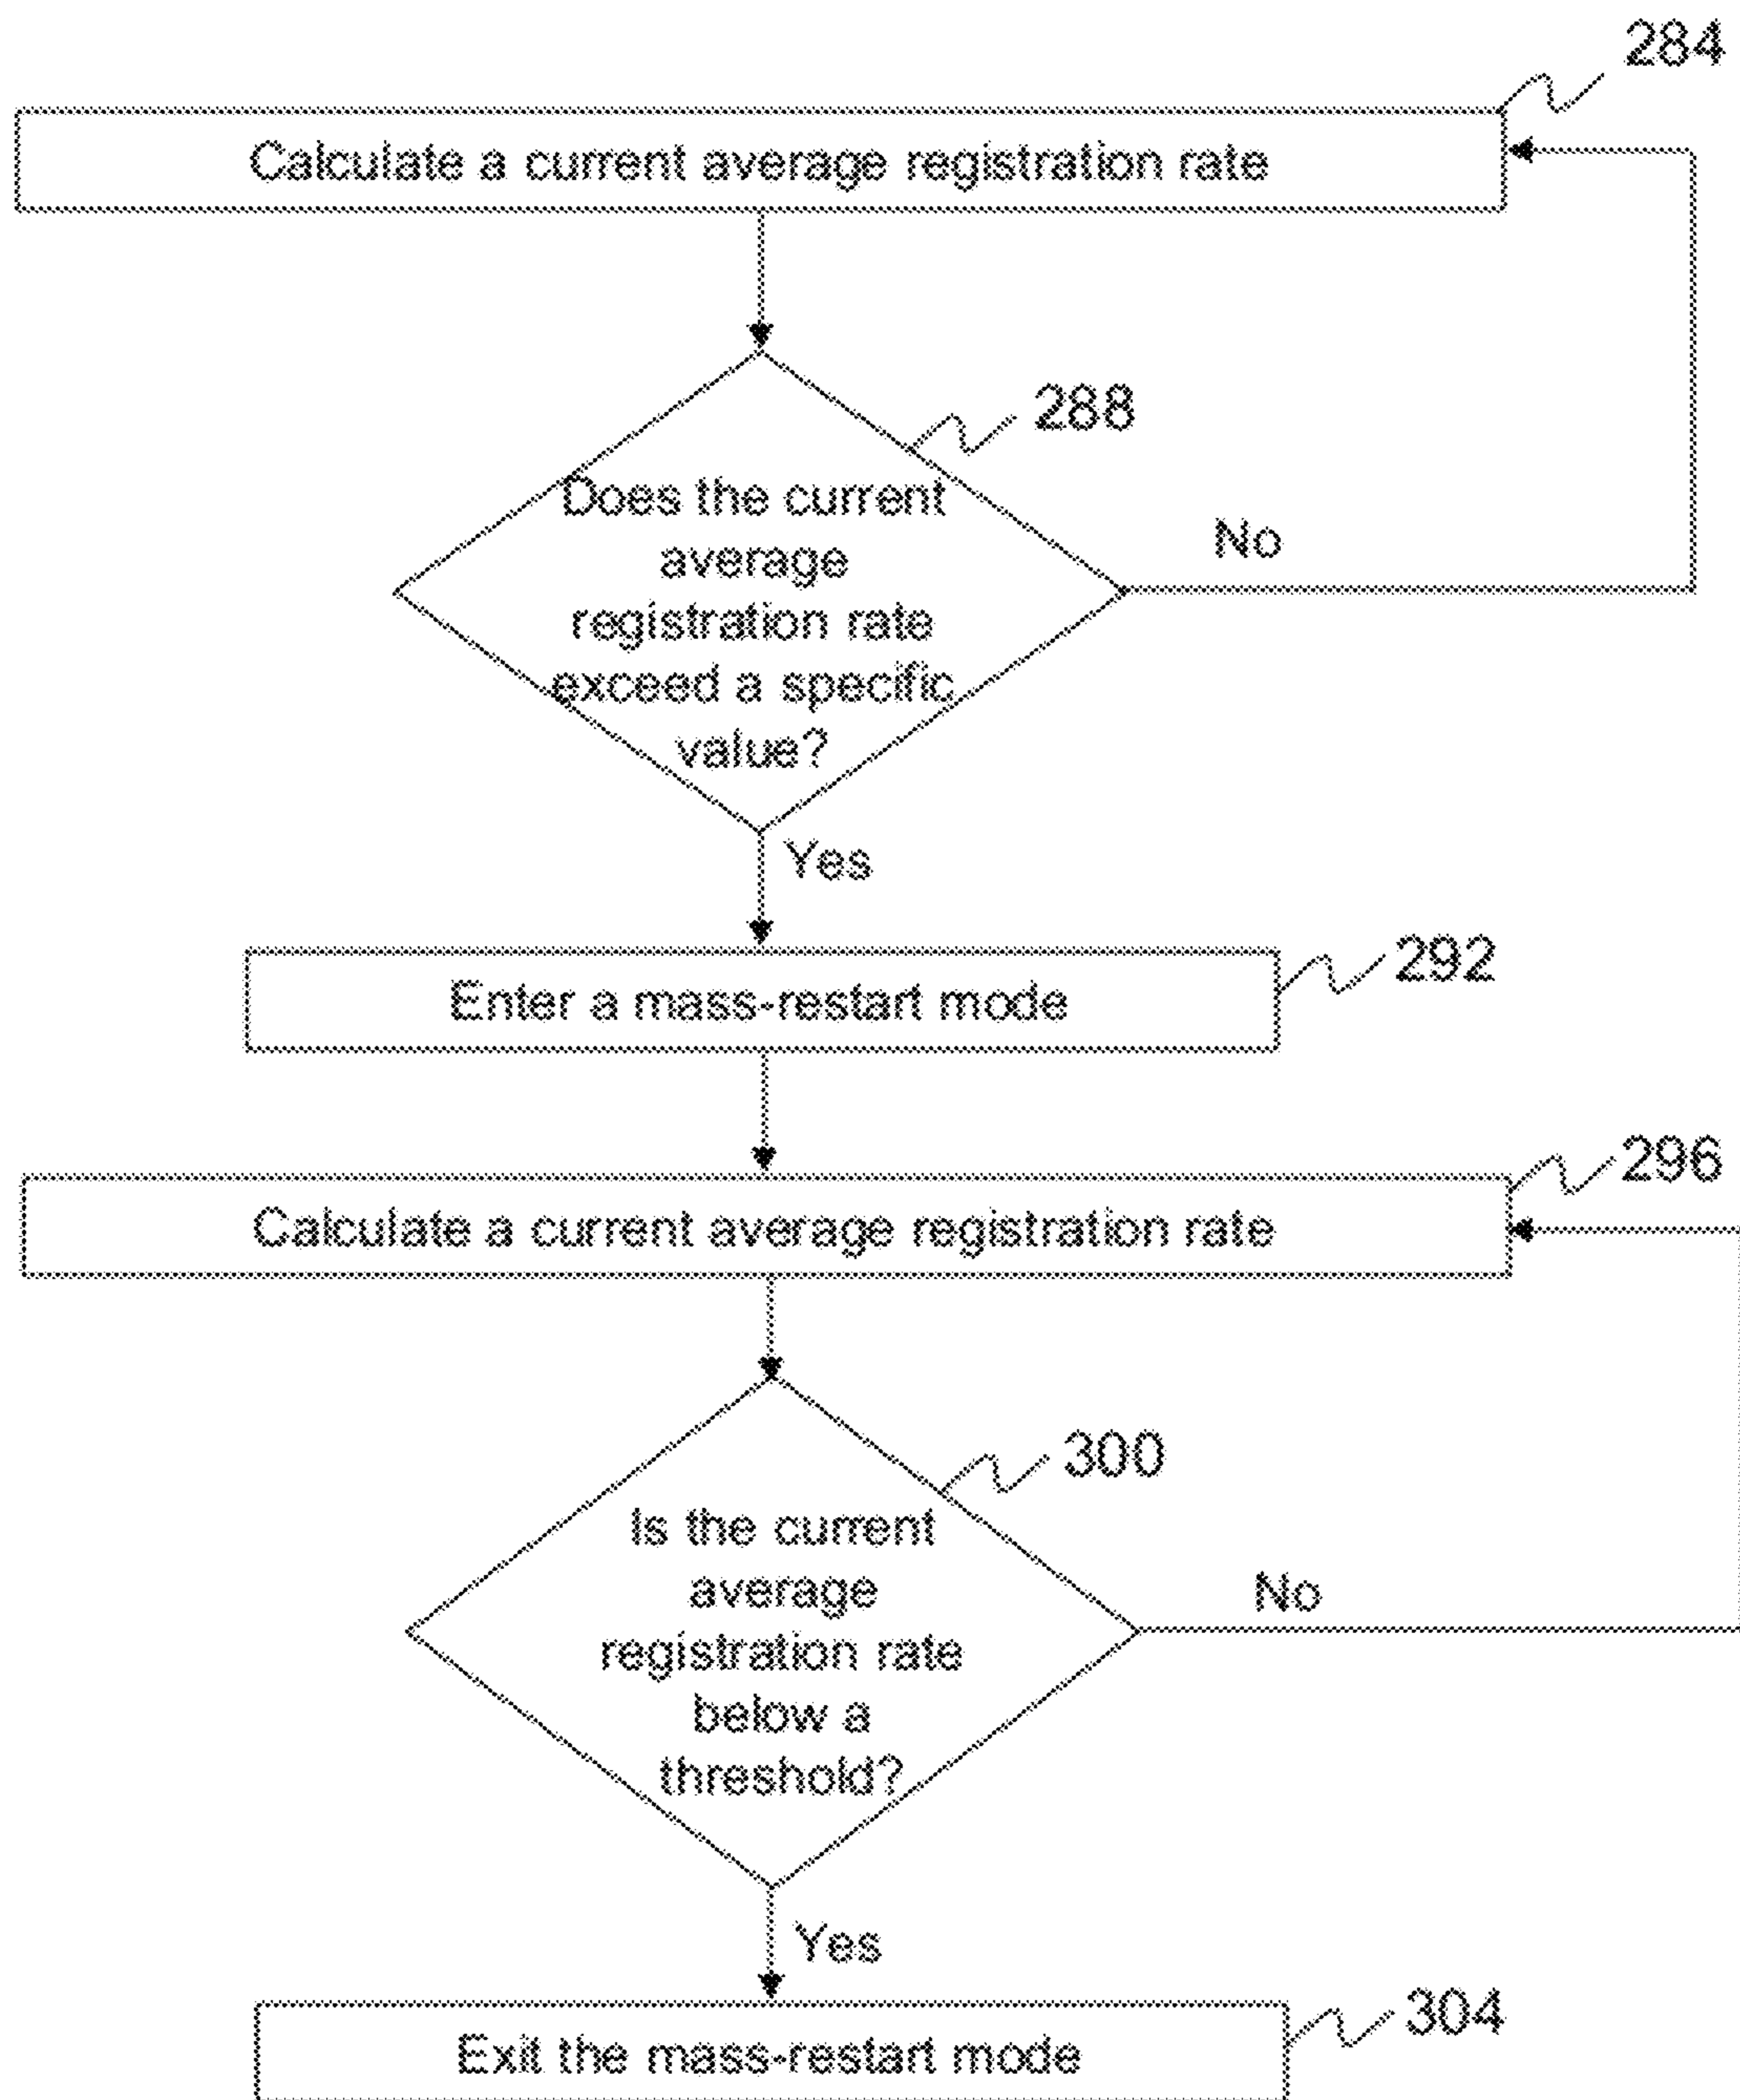 284
Calculate a current average registration rate
288
Does the current
average
registration rate
exceed a specific
value?
No
Yes
292
Enter a mass-restart mode
296
Calculate a current average registration rate
300
Is the current
average
registration rate
below a
threshold?
No
Yes
304
Exit the mass-restart mode